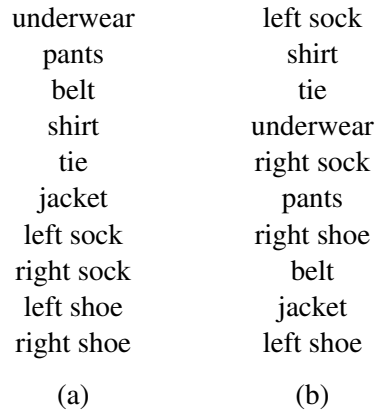 underwear
pants
belt
shirt
tie
jacket
left sock
right sock
left shoe
right shoe
(a)
left sock
shirt
tie
underwear
right sock
pants
right shoe
belt
jacket
left shoe
(b)